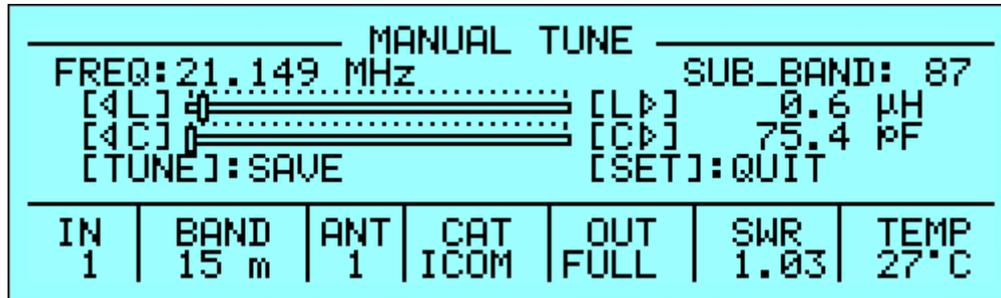 MANUAL TUNE
FREQ:21.149 MHz SUB_BAND: 87
[◁L] [L▷] 0.6 µH
[◁C] [C▷] 75.4 pF
[TUNE]:SAVE [SET]:QUIT
IN BAND ANT CAT OUT SWR TEMP
1 15 m 1 ICOM FULL 1.03 27°C